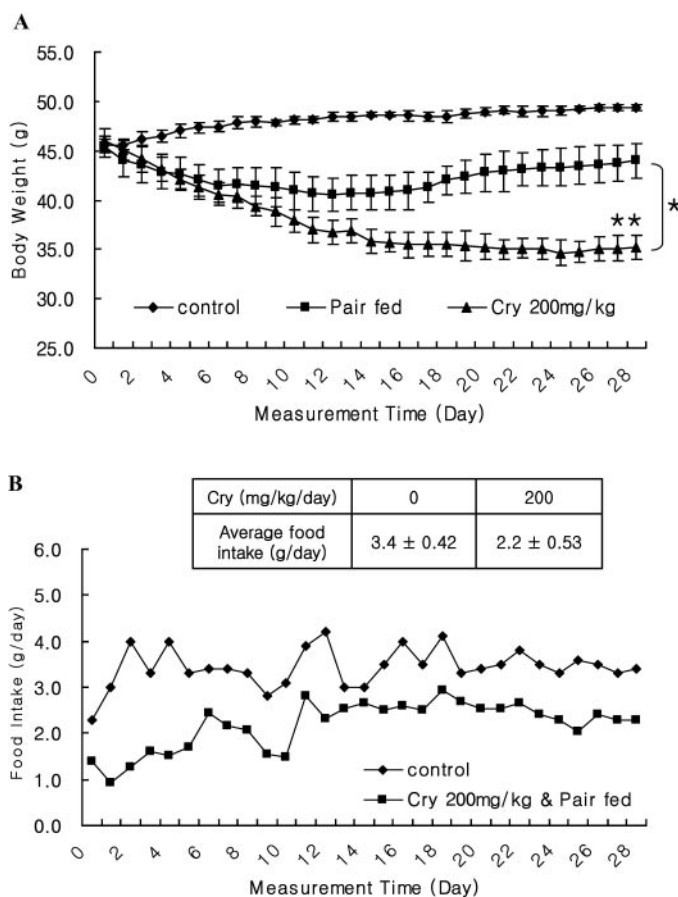 A
55.0
50.0
45.0
40.0
35.0
30.0
25.0
Body Weight (g)
**
*
control Pair fed Cry 200mg/kg
0 2 4 6 8 10 12 14 16 18 20 22 24 26 28
Measurement Time (Day)
B
Cry (mg/kg/day) 0 200
Average food
intake (g/day) 3.4 ± 0.42 2.2 ± 0.53
6.0
5.0
4.0
3.0
2.0
1.0
0.0
Food Intake (g/day)
control
Cry 200mg/kg & Pair fed
0 2 4 6 8 10 12 14 16 18 20 22 24 26 28
Measurement Time (Day)